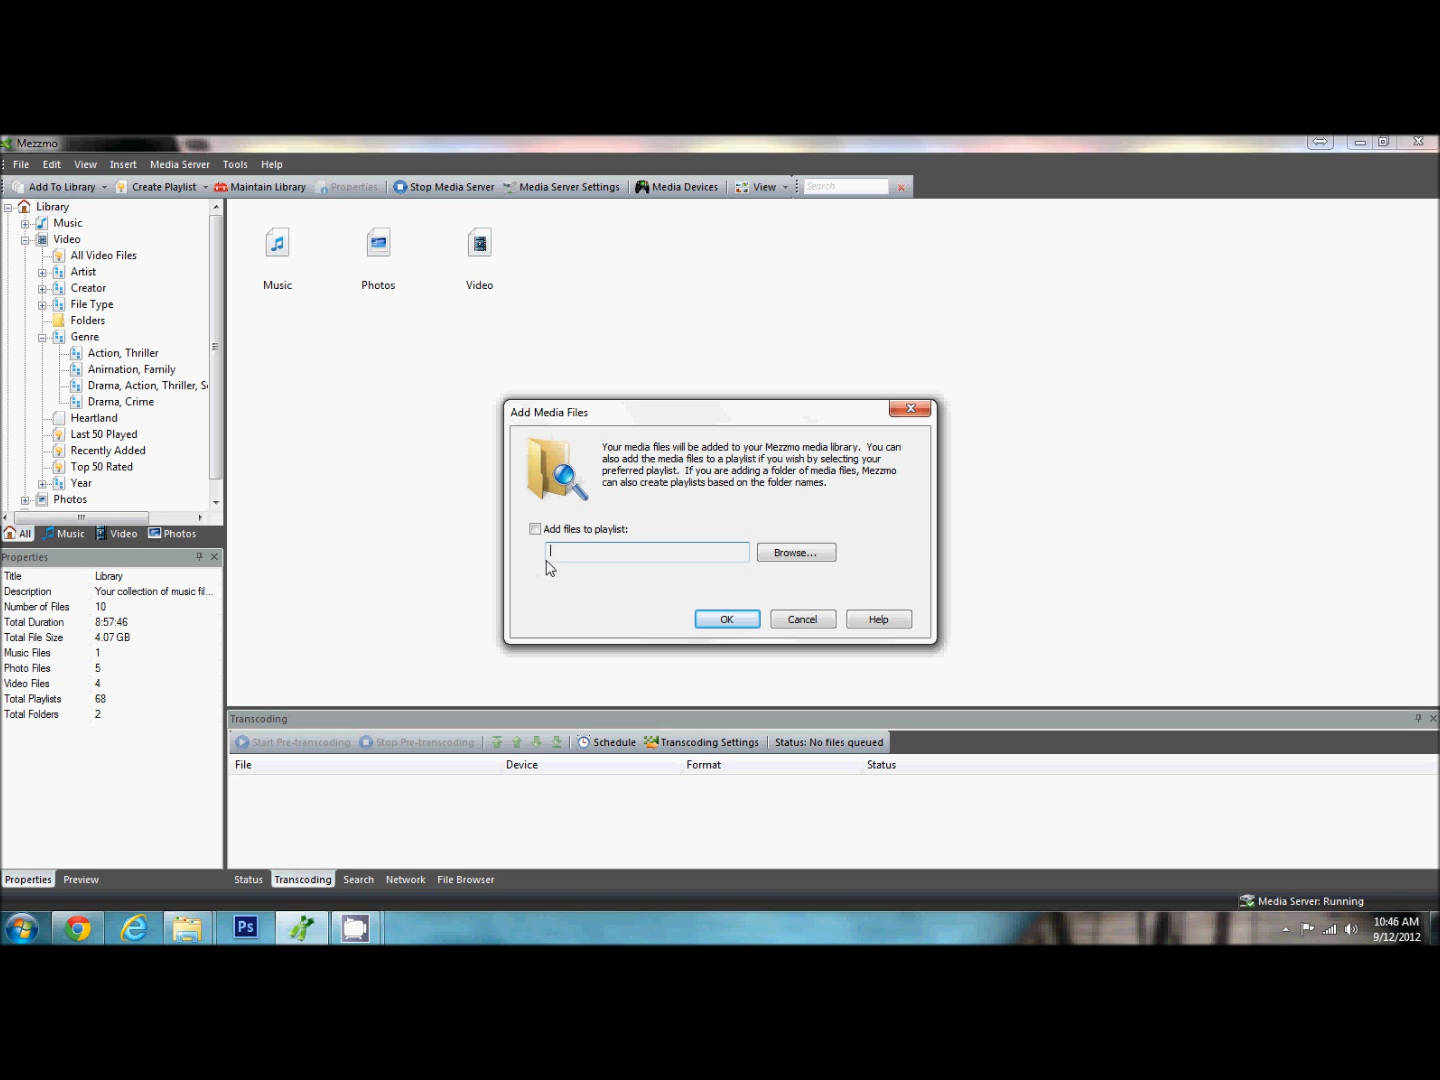 Mezzmo
File Edit View Insert Media Server Tools Help
Add To Library Create Playlist Maintain Library Properties Stop Media Server Media Server Settings Media Devices View Search
Library
Music
Video
All Video Files
Artist
Creator
File Type
Folders
Genre
Action, Thriller
Animation, Family
Drama, Action, Thriller, S
Drama, Crime
Heartland
Last 50 Played
Recently Added
Top 50 Rated
Year
Photos
All Music Video Photos
Music Photos Video
Add Media Files
Your media files will be added to your Mezzmo media library. You can
also add the media files to a playlist if you wish by selecting your
preferred playlist. If you are adding a folder of media files, Mezzmo
can also create playlists based on the folder names.
Add files to playlist:
Browse...
OK Cancel Help
Properties
Title Library
Description Your collection of music fil...
Number of Files 10
Total Duration 8:57:46
Total File Size 4.07 GB
Music Files 1
Photo Files 5
Video Files 4
Total Playlists 68
Total Folders 2
Properties Preview
Transcoding
Start Pre-transcoding Stop Pre-transcoding Schedule Transcoding Settings Status: No files queued
File Device Format Status
Status Transcoding Search Network File Browser
Media Server: Running
Ps
10:46 AM
9/12/2012